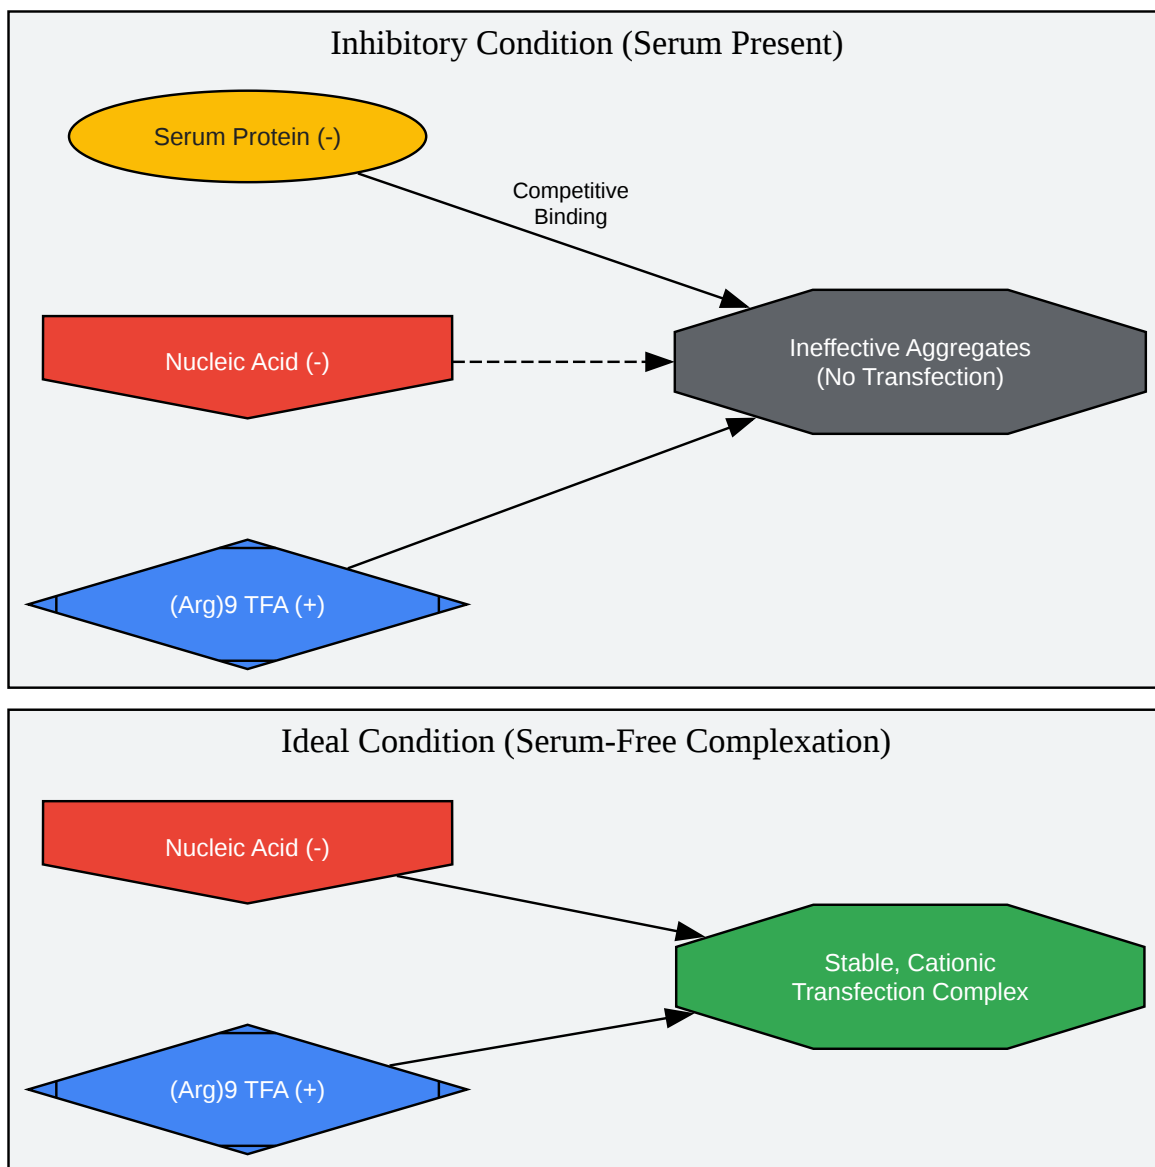 Inhibitory Condition (Serum Present)
Serum Protein (-)
Competitive
Binding
Nucleic Acid (-)
Ineffective Aggregates
(No Transfection)
(Arg)9 TFA (+)
Ideal Condition (Serum-Free Complexation)
Nucleic Acid (-)
Stable, Cationic
Transfection Complex
(Arg)9 TFA (+)